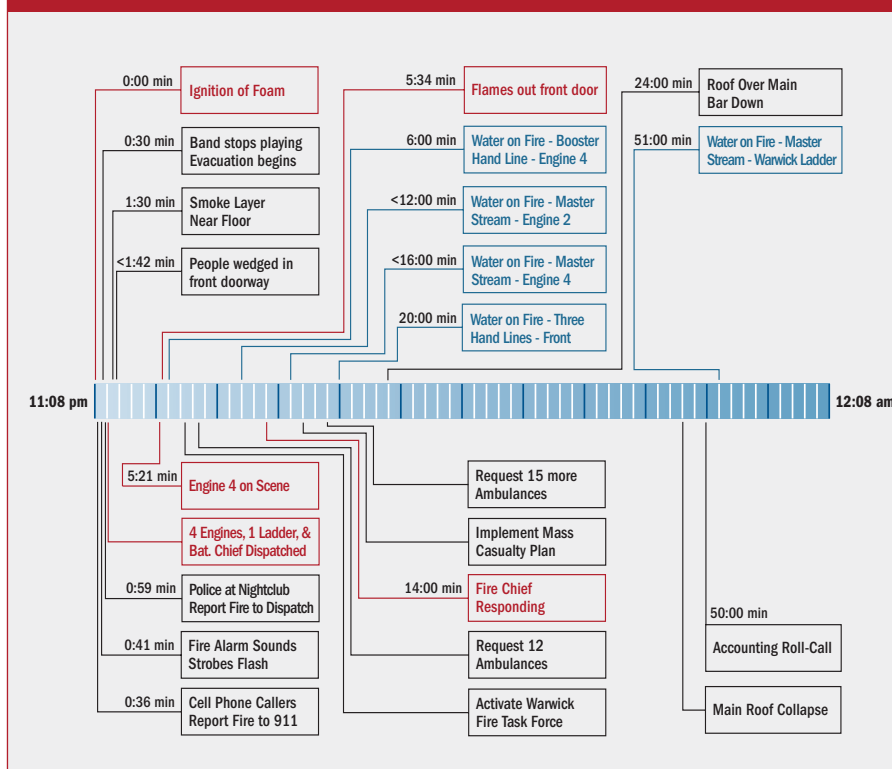 0:00 min
Ignition of Foam
0:30 min
Band stops playing
Evacuation begins
1:30 min
Smoke Layer
Near Floor
<1:42 min
People wedged in
front doorway
5:34 min
Flames out front door
6:00 min
Water on Fire - Booster
Hand Line - Engine 4
<12:00 min
Water on Fire - Master
Stream - Engine 2
<16:00 min
Water on Fire - Master
Stream - Engine 4
20:00 min
Water on Fire - Three
Hand Lines - Front
24:00 min
Roof Over Main
Bar Down
51:00 min
Water on Fire - Master
Stream - Warwick Ladder
11:08 pm
12:08 am
5:21 min
Engine 4 on Scene
4 Engines, 1 Ladder, &
Bat. Chief Dispatched
0:59 min
Police at Nightclub
Report Fire to Dispatch
0:41 min
Fire Alarm Sounds
Strobes Flash
0:36 min
Cell Phone Callers
Report Fire to 911
Request 15 more
Ambulances
Implement Mass
Casualty Plan
14:00 min
Fire Chief
Responding
Request 12
Ambulances
Activate Warwick
Fire Task Force
50:00 min
Accounting Roll-Call
Main Roof Collapse